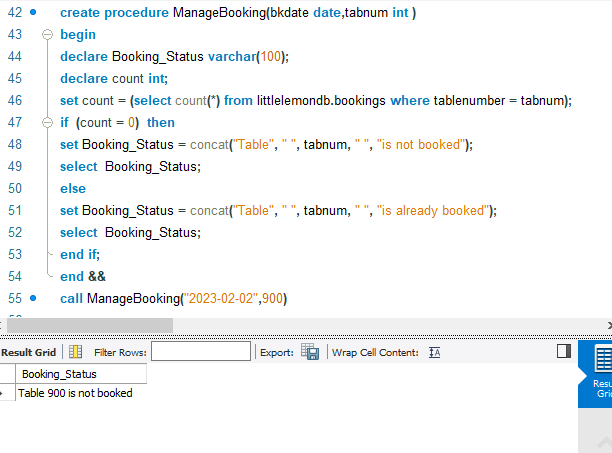 42 create procedure ManageBooking(bkdate date,tabnum int )
43 begin
44 declare Booking_Status varchar(100);
45 declare count int;
46 set count = (select count(*) from littlelemondb.bookings where tablenumber = tabnum);
47 if (count = 0) then
48 set Booking_Status = concat("Table", " ", tabnum, " ", "is not booked");
49 select Booking_Status;
50 else
51 set Booking_Status = concat("Table", " ", tabnum, " ", "is already booked");
52 select Booking_Status;
53 end if;
54 end &&
55 call ManageBooking("2023-02-02",900)
Result Grid Filter Rows: Export: Wrap Cell Content:
Booking_Status
Table 900 is not booked
Resu
Gri